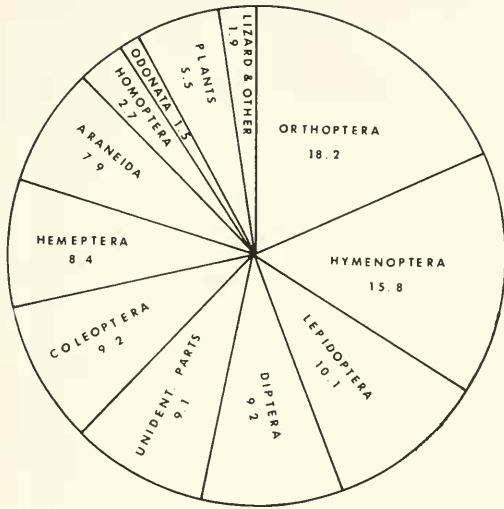 ORTHOPTERA
18.2
HYMENOPTERA
15.8
LEPIDOPTERA
10.1
DIPTERA
9.2
UNIDENT. PARTS
9.1
COLEOPTERA
9 2
HEMEPTERA
8 4
ARANEIDA
7 9
HOMOPTERA
2.7
ODONATA 1.5
PLANTS
5.5
LIZARD & OTHER
1.9